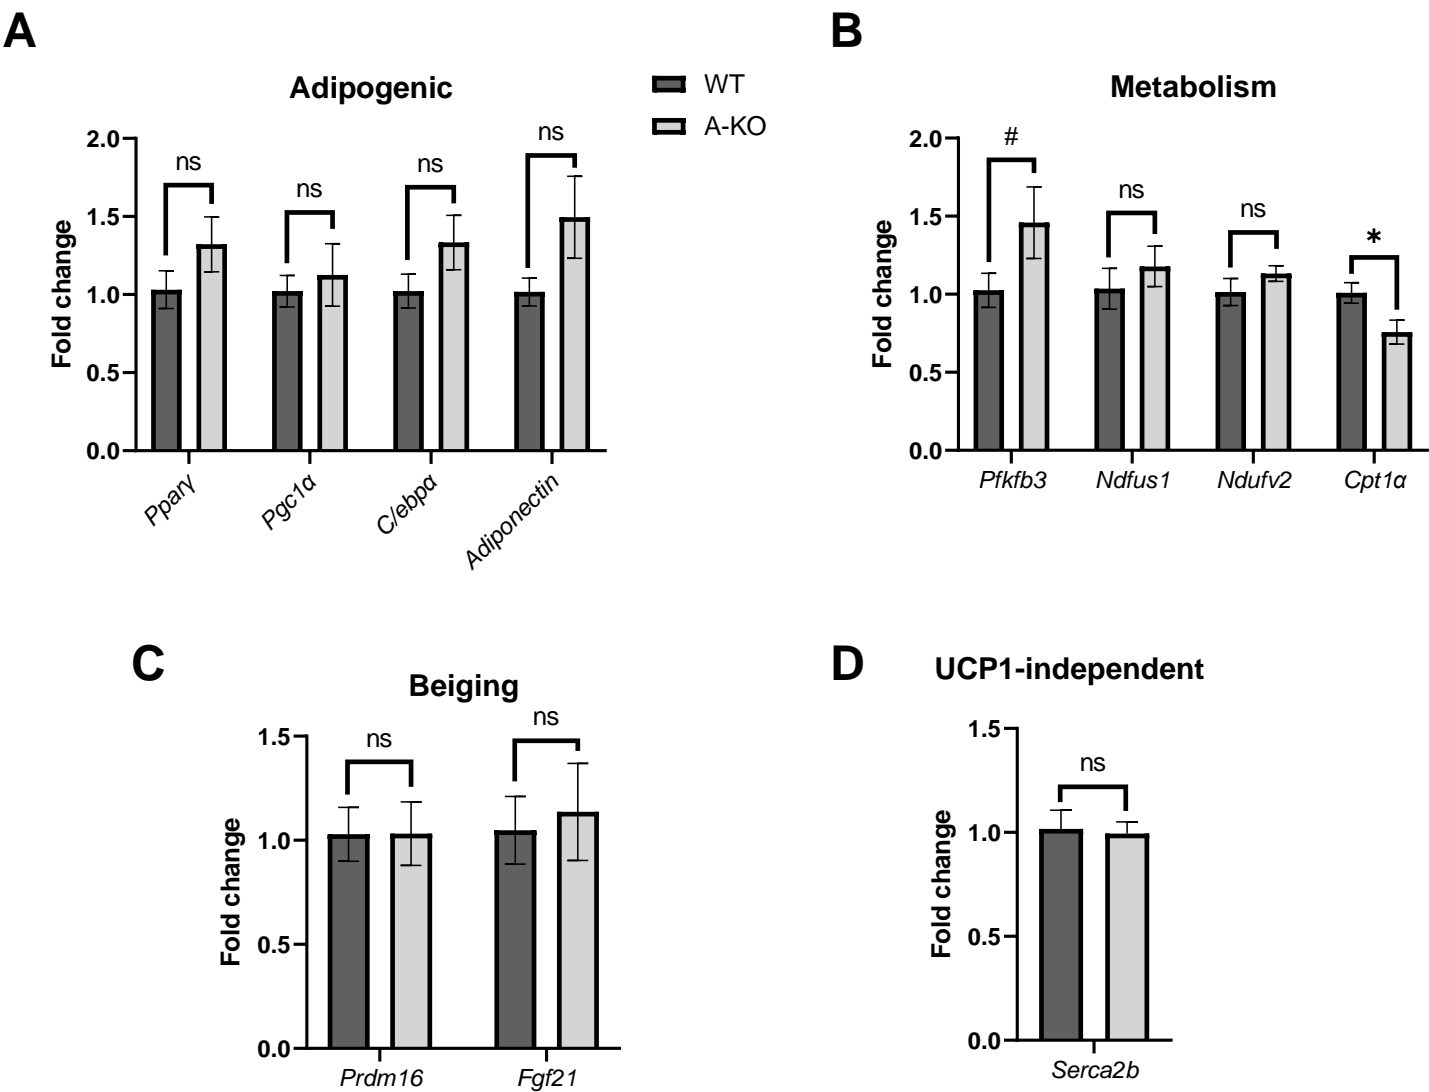 A
Adipogenic
WT
A-KO
Fold change
2.0
1.5
1.0
0.5
0.0
ns
ns
ns
ns
Pparγ
Pgc1α
C/ebpα
Adiponectin
B
Metabolism
Fold change
2.0
1.5
1.0
0.5
0.0
#
ns
ns
*
Pfkfb3
Ndfus1
Ndufv2
Cpt1α
C
Beiging
Fold change
1.5
1.0
0.5
0.0
ns
ns
Prdm16
Fgf21
D
UCP1-independent
Fold change
1.5
1.0
0.5
0.0
ns
Serca2b